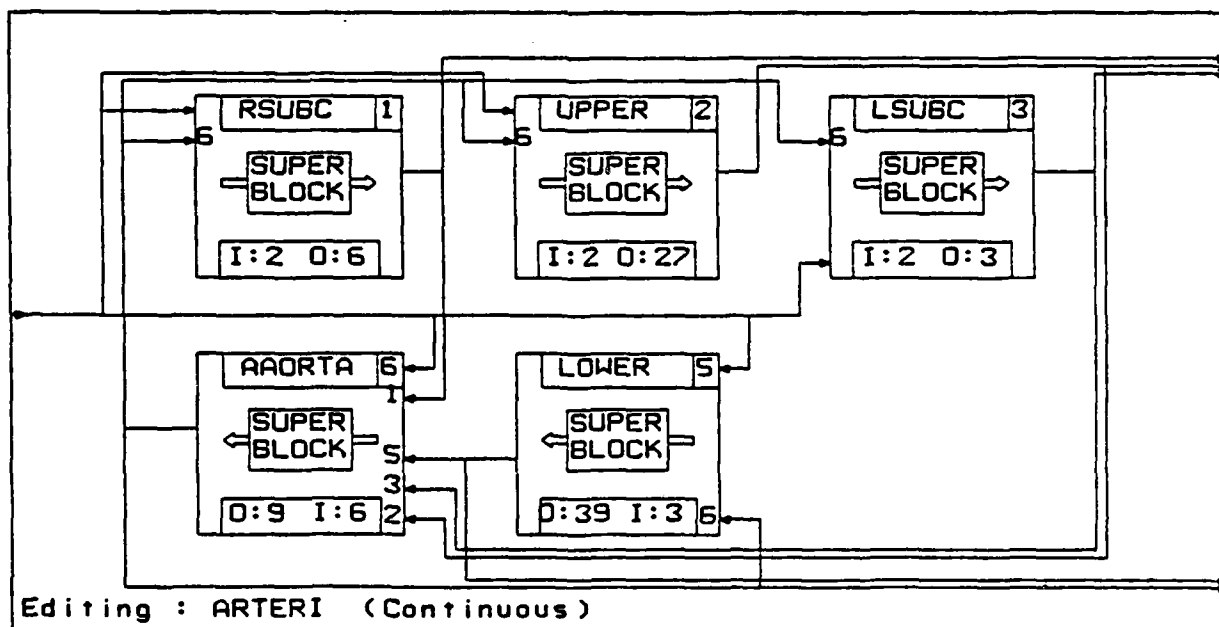 RSUBC 1
6
SUPER
BLOCK
I:2 O:6
UPPER 2
6
SUPER
BLOCK
I:2 O:27
LSUBC 3
6
SUPER
BLOCK
I:2 O:3
AAORTA 6
1
SUPER
BLOCK
5
3
O:9 I:6 2
LOWER 5
SUPER
BLOCK
O:39 I:3 6
Editing : ARTERI (Continuous)